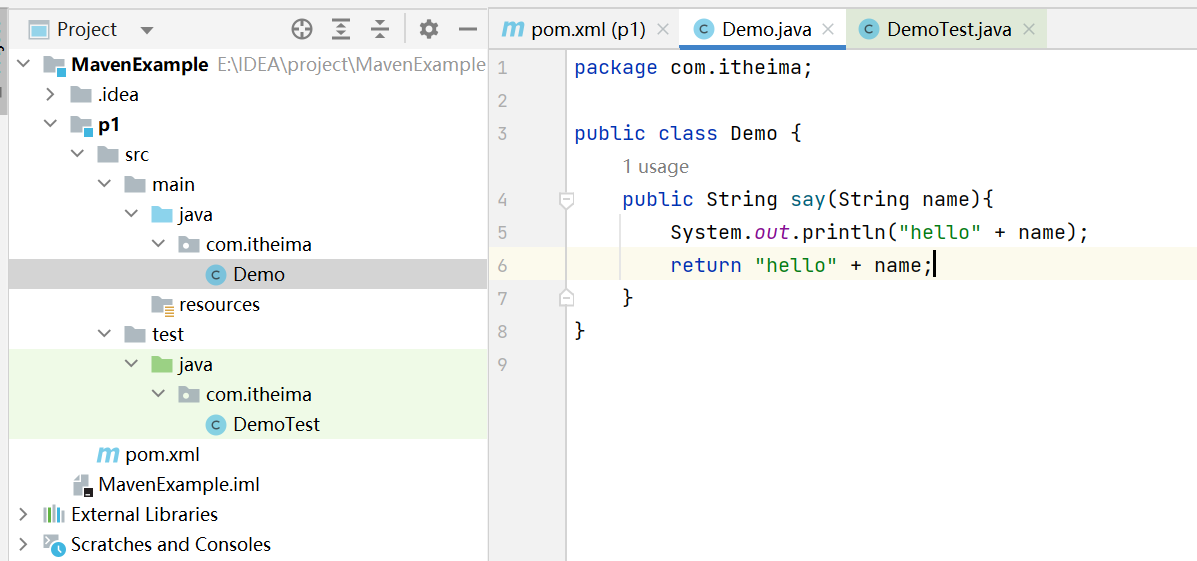 Project
MavenExample E:\IDEA\project\MavenExample
.idea
p1
src
main
java
com.itheima
Demo
resources
test
java
com.itheima
DemoTest
pom.xml
MavenExample.iml
External Libraries
Scratches and Consoles
pom.xml (p1)
Demo.java
DemoTest.java
1 package com.itheima;
2
3 public class Demo {
1 usage
4 public String say(String name){
5 System.out.println("hello" + name);
6 return "hello" + name;
7 }
8 }
9